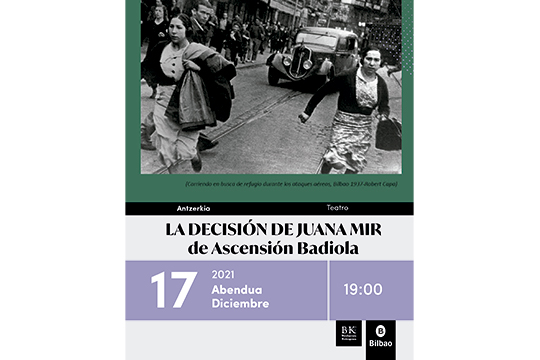 (Corriendo en busca de refugio durante los ataques aéreos, Bilbao 1937-Robert Capa)
Antzerkia Teatro
LA DECISIÓN DE JUANA MIR
de Ascensión Badiola
17
2021
Abendua
Diciembre
19:00
BK
B
Bilbao